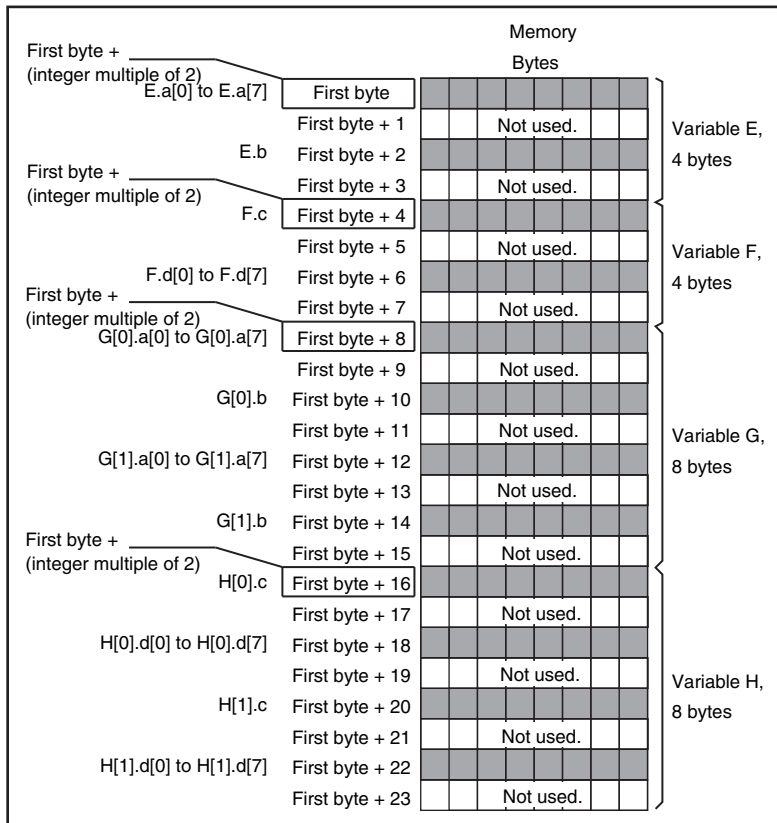 Memory
Bytes
First byte +
(integer multiple of 2)
E.a[0] to E.a[7] First byte
First byte + 1 Not used.
E.b First byte + 2
First byte + 3 Not used.
Variable E,
4 bytes
First byte +
(integer multiple of 2)
F.c First byte + 4
First byte + 5 Not used.
F.d[0] to F.d[7] First byte + 6
First byte + 7 Not used.
Variable F,
4 bytes
First byte +
(integer multiple of 2)
G[0].a[0] to G[0].a[7] First byte + 8
First byte + 9 Not used.
G[0].b First byte + 10
First byte + 11 Not used.
G[1].a[0] to G[1].a[7] First byte + 12
First byte + 13 Not used.
G[1].b First byte + 14
First byte + 15 Not used.
Variable G,
8 bytes
First byte +
(integer multiple of 2)
H[0].c First byte + 16
First byte + 17 Not used.
H[0].d[0] to H[0].d[7] First byte + 18
First byte + 19 Not used.
H[1].c First byte + 20
First byte + 21 Not used.
H[1].d[0] to H[1].d[7] First byte + 22
First byte + 23 Not used.
Variable H,
8 bytes